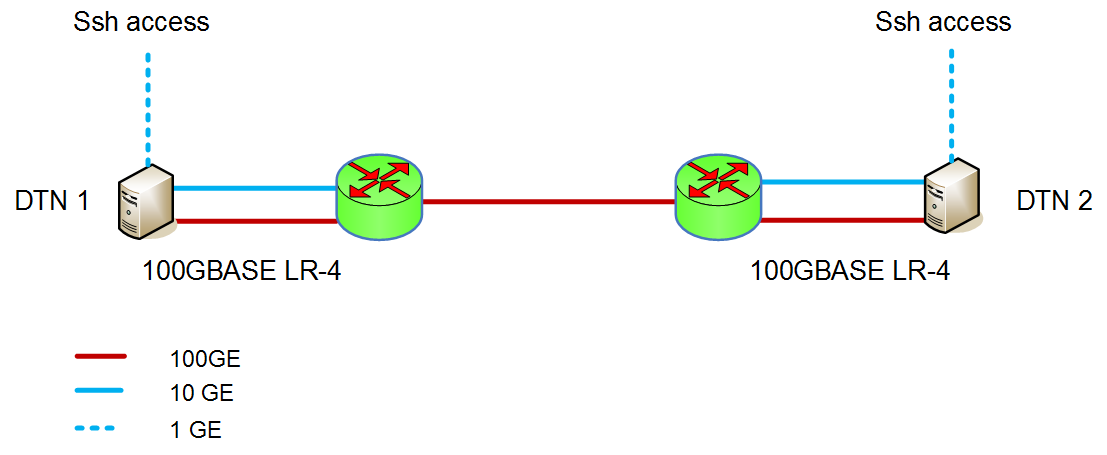 Ssh access
Ssh access
DTN 1
DTN 2
100GBASE LR-4
100GBASE LR-4
100GE
10 GE
1 GE